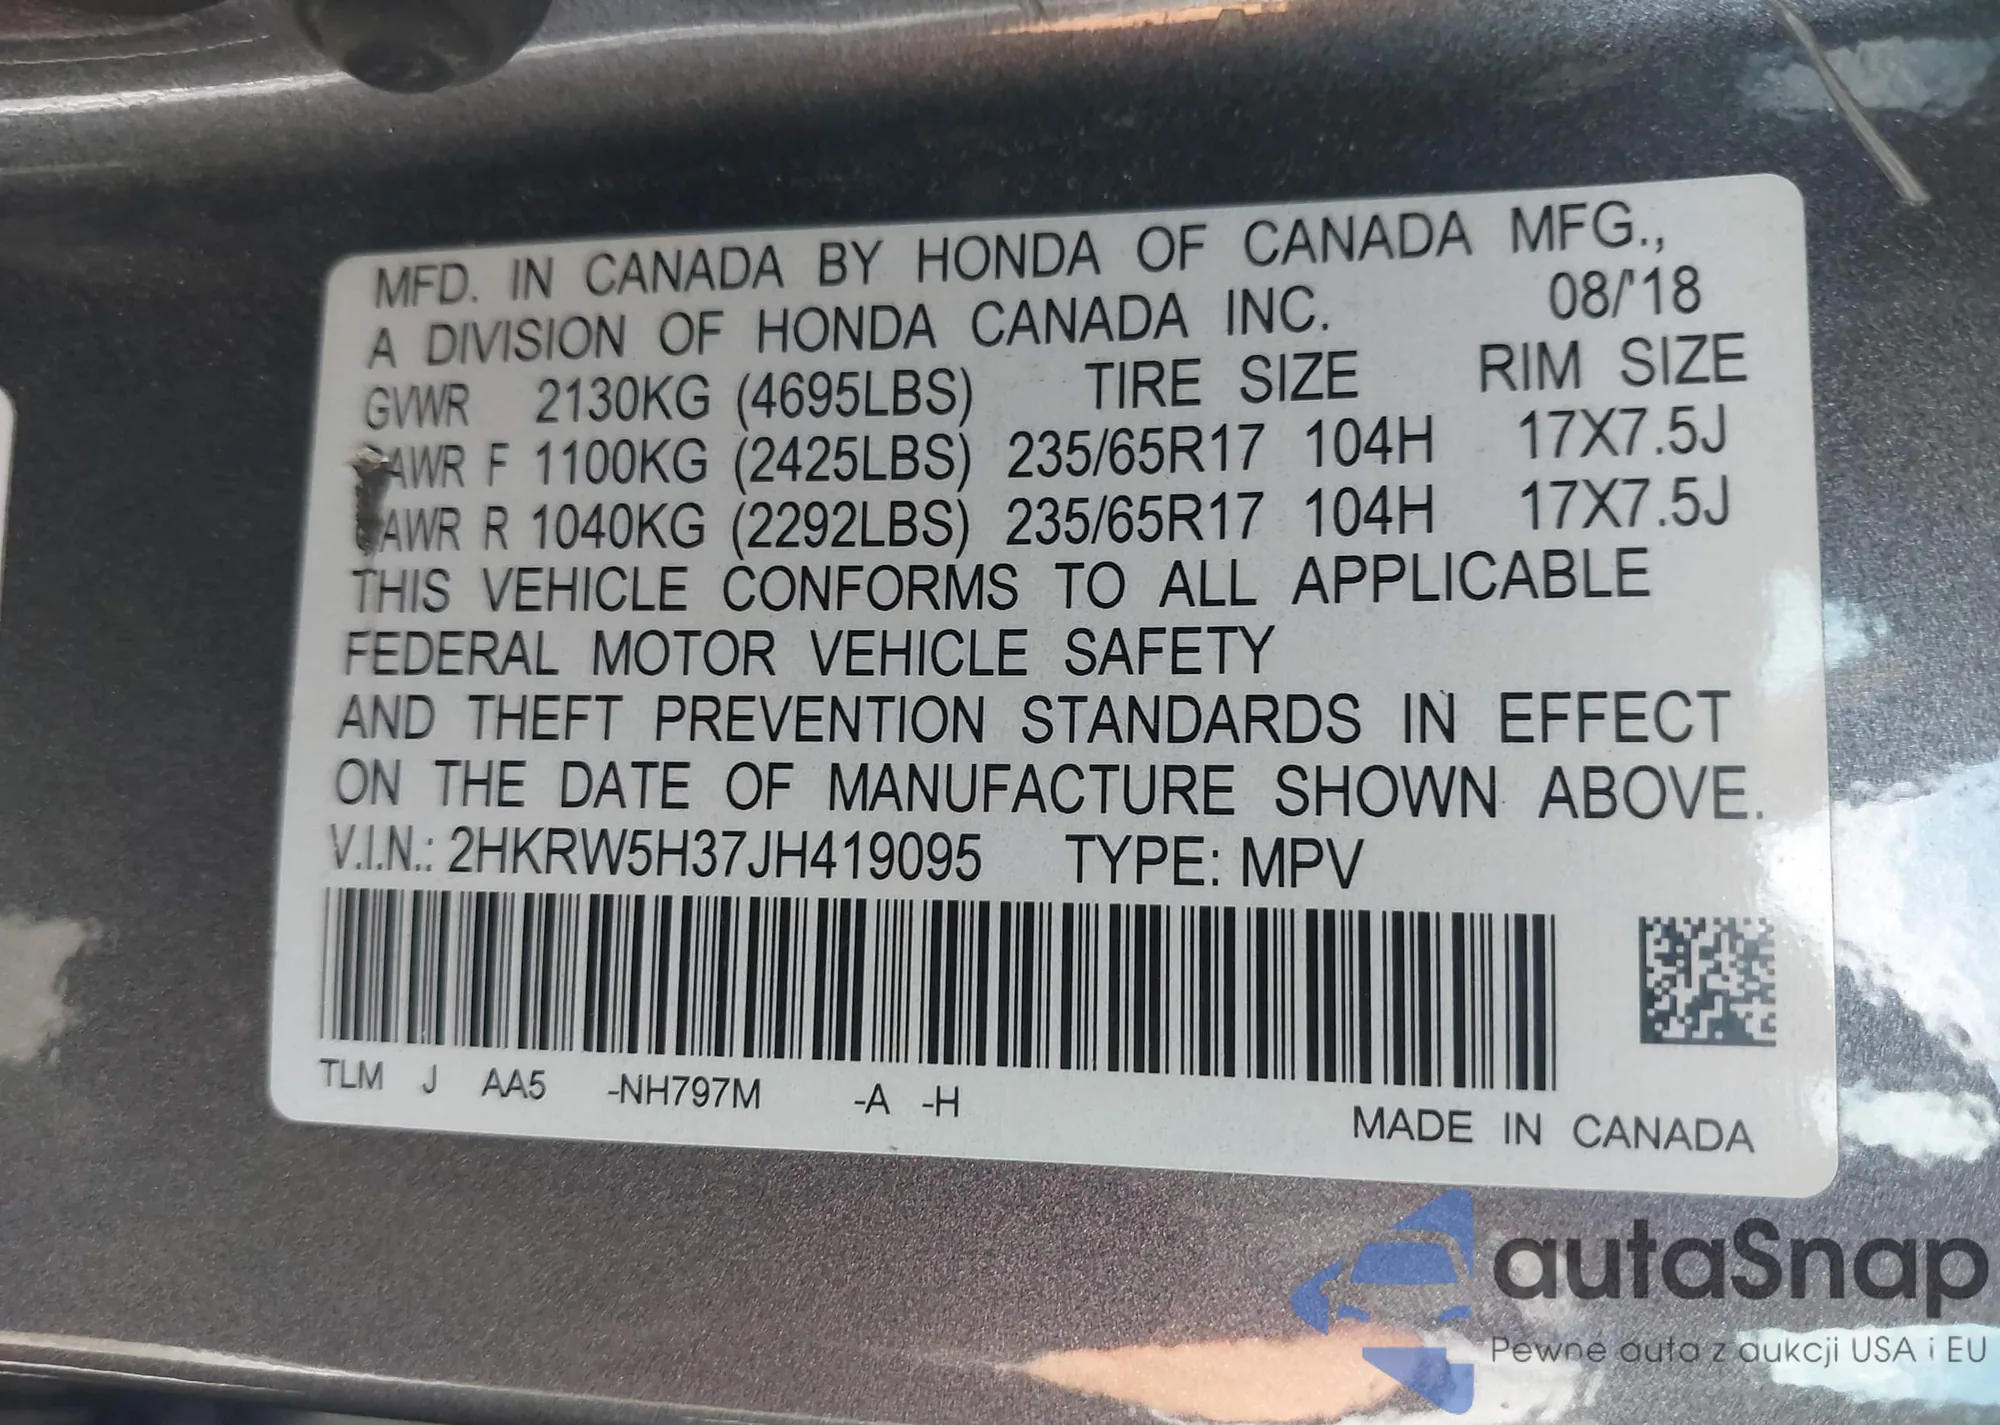 MFD. IN CANADA BY HONDA OF CANADA MFG.,
A DIVISION OF HONDA CANADA INC. 08/'18
GVWR 2130KG (4695LBS) TIRE SIZE RIM SIZE
AWR F 1100KG (2425LBS) 235/65R17 104H 17X7.5J
AWR R 1040KG (2292LBS) 235/65R17 104H 17X7.5J
THIS VEHICLE CONFORMS TO ALL APPLICABLE
FEDERAL MOTOR VEHICLE SAFETY
AND THEFT PREVENTION STANDARDS IN EFFECT
ON THE DATE OF MANUFACTURE SHOWN ABOVE.
V.I.N.: 2HKRW5H37JH419095 TYPE: MPV
TLM J AA5 -NH797M -A -H
MADE IN CANADA
autaSnap
Pewne auta z aukcji USA i EU